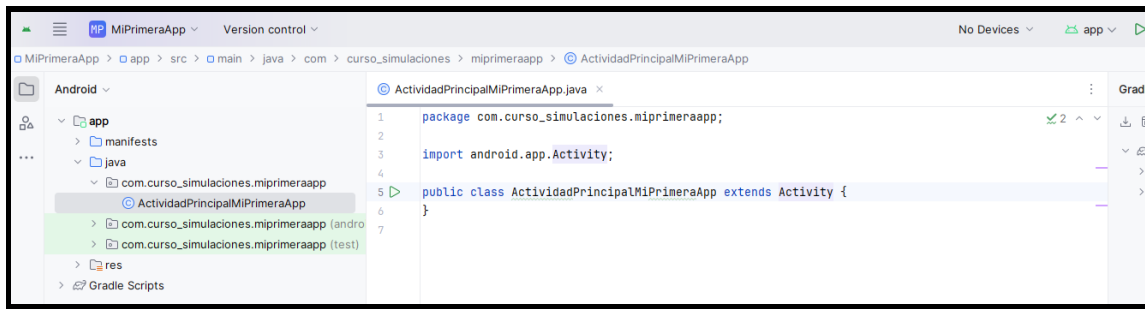 MP MiPrimeraApp Version control No Devices app
MiPrimeraApp > app > src > main > java > com > curso_simulaciones > miprimeraapp > © ActividadPrincipalMiPrimeraApp
Android
© ActividadPrincipalMiPrimeraApp.java ×
Grad
app
manifests
java
com.curso_simulaciones.miprimeraapp
© ActividadPrincipalMiPrimeraApp
com.curso_simulaciones.miprimeraapp (andro
com.curso_simulaciones.miprimeraapp (test)
res
Gradle Scripts
1 package com.curso_simulaciones.miprimeraapp;
2
3 import android.app.Activity;
4
5 public class ActividadPrincipalMiPrimeraApp extends Activity {
6 }
7
2